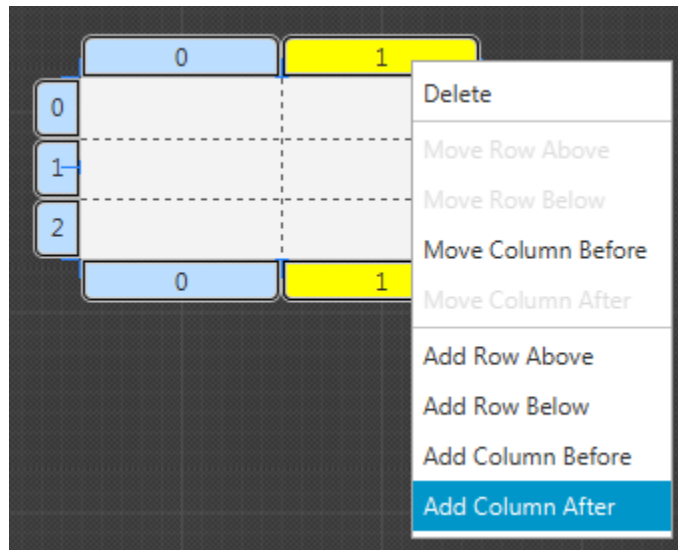 0 1
0
1
2
0 1
Delete
Move Row Above
Move Row Below
Move Column Before
Move Column After
Add Row Above
Add Row Below
Add Column Before
Add Column After